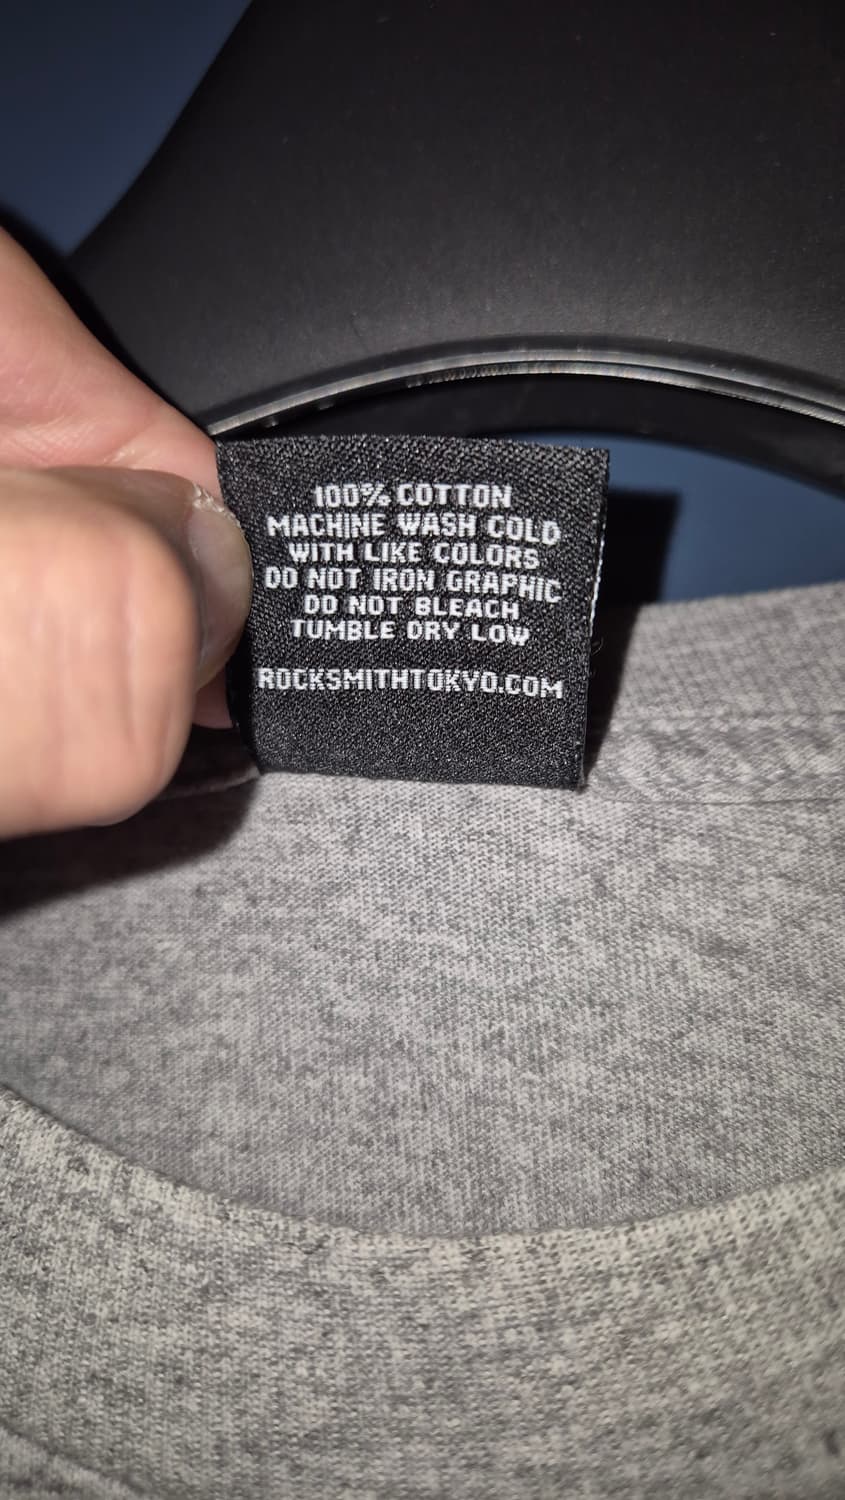 100% COTTON
MACHINE WASH COLD
WITH LIKE COLORS
DO NOT IRON GRAPHIC
DO NOT BLEACH
TUMBLE DRY LOW
ROCKSMITHTOKYO.COM